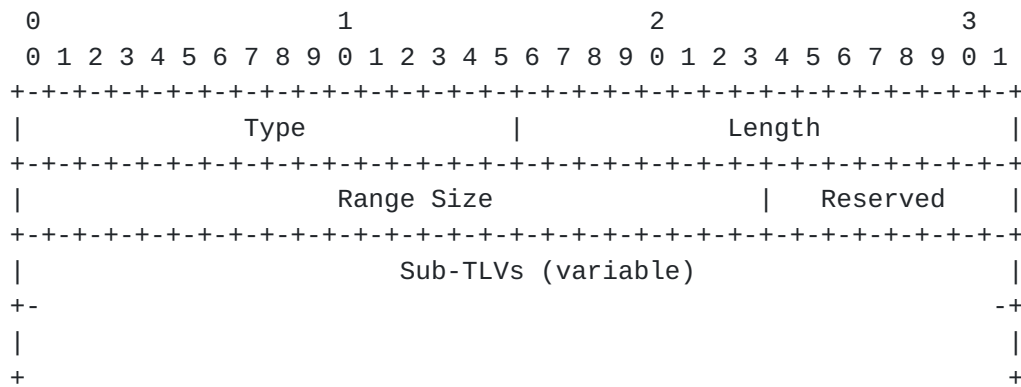 0                   1                   2                   3
 0 1 2 3 4 5 6 7 8 9 0 1 2 3 4 5 6 7 8 9 0 1 2 3 4 5 6 7 8 9 0 1
+-+-+-+-+-+-+-+-+-+-+-+-+-+-+-+-+-+-+-+-+-+-+-+-+-+-+-+-+-+-+-+-+
|              Type             |             Length            |
+-+-+-+-+-+-+-+-+-+-+-+-+-+-+-+-+-+-+-+-+-+-+-+-+-+-+-+-+-+-+-+-+
|                    Range Size                 |   Reserved    |
+-+-+-+-+-+-+-+-+-+-+-+-+-+-+-+-+-+-+-+-+-+-+-+-+-+-+-+-+-+-+-+-+
|                        Sub-TLVs (variable)                    |
+-                                                             -+
|                                                               |
+                                                               +